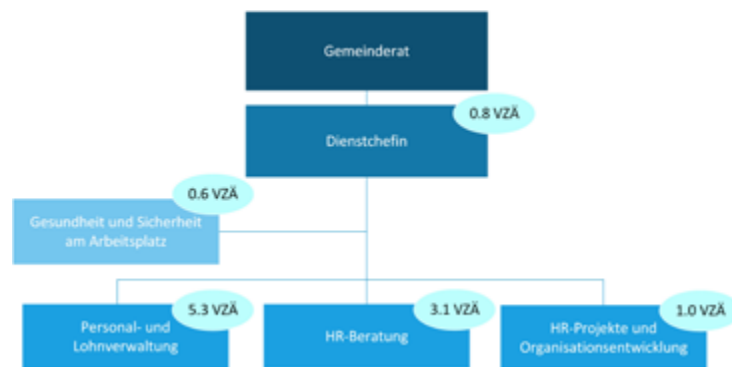 Gemeinderat
0.8 VZÄ
Dienstchefin
0.6 VZÄ
Gesundheit und Sicherheit
am Arbeitsplatz
5.3 VZÄ
Personal- und
Lohnverwaltung
3.1 VZÄ
HR-Beratung
1.0 VZÄ
HR-Projekte und
Organisationsentwicklung